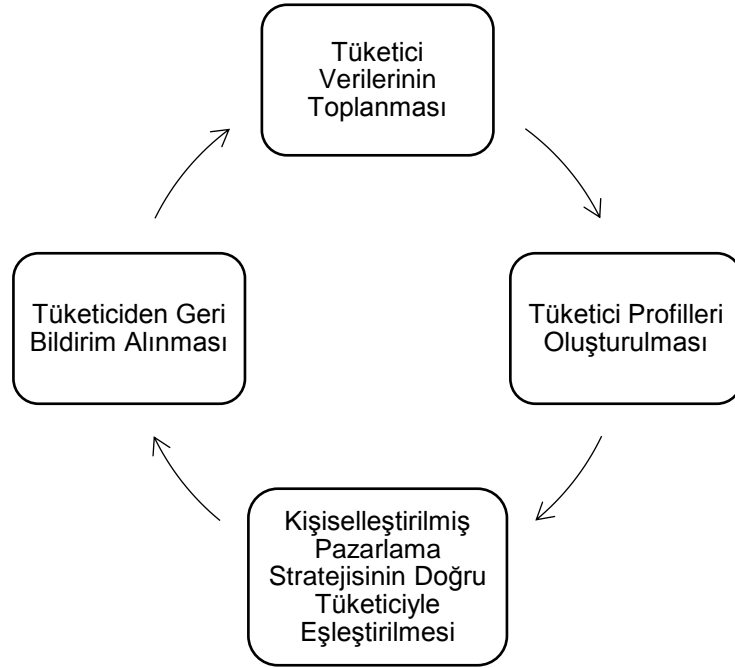 Tüketici
Verilerinin
Toplanması
Tüketici Profilleri
Oluşturulması
Kişiselleştirilmiş
Pazarlama
Stratejisinin Doğru
Tüketiciyle
Eşleştirilmesi
Tüketiciden Geri
Bildirim Alınması